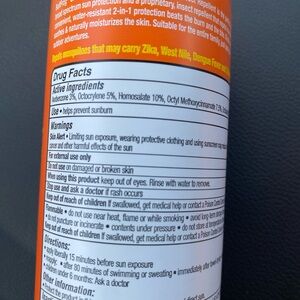 spectrum sun protection and a proprietary, insect repellent that
convenient, water-resistant 2-in-1 protection beats the burn and the
& naturally moisturizes the skin. Suitable for the entire family
outdoor adventures.
Repels mosquitoes that may carry Zika, West Nile, Dengue Fever
Drug Facts
Active ingredients
Avobenzone 3%, Octocrylene 5%, Homosalate 10%, Octyl Methoxycinnamate 7.5%,
Use • helps prevent sunburn
Warnings
Skin Alert • Limiting sun exposure, wearing protective clothing and using sunscreen may
cancer and other harmful effects of the sun
For external use only
Do not use on damaged or broken skin
When using this product keep out of eyes. Rinse with water to remove.
Stop use and ask a doctor if rash occurs
Keep out of reach of children If swallowed, get medical help or contact a Poison Control
Flammable • do not use near heat, flame or while smoking • avoid long term
not puncture or incinerate • contents under pressure • do not store at
Keep out of reach of children If swallowed, get medical help or contact a Poison Control
Directions:
• apply liberally 15 minutes before sun exposure
• reapply: • after 80 minutes of swimming or sweating • immediately after
• children under 6 months: Ask a doctor
Other Information: